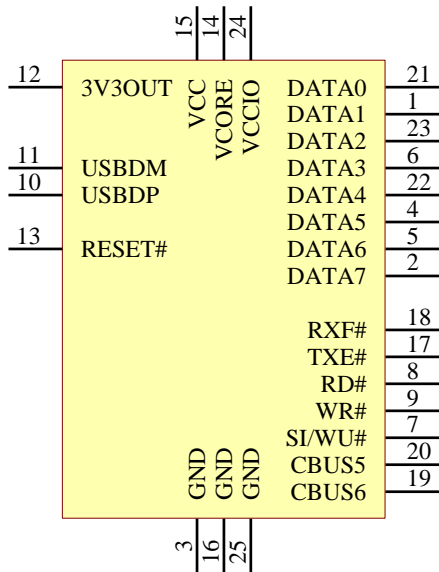 15 14 24
12 3V3OUT VCC VCORE VCCIO DATA0 21
DATA1 1
DATA2 23
11 USBDM DATA3 6
10 USBDP DATA4 22
DATA5 4
13 RESET# DATA6 5
DATA7 2
RXF# 18
TXE# 17
RD# 8
WR# 9
SI/WU# 7
CBUS5 20
CBUS6 19
GND GND GND
3 16 25